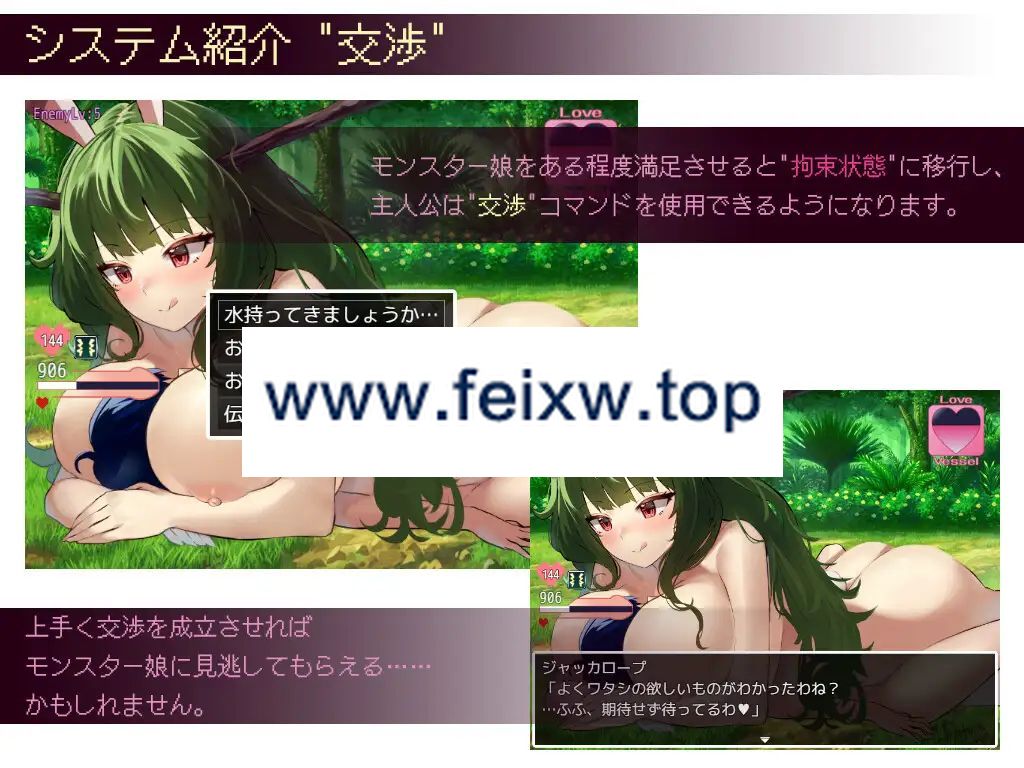 システム紹介 "交渉"
EnemyLv:5
Love
モンスター娘をある程度満足させると"拘束状態"に移行し、
主人公は"交渉"コマンドを使用できるようになります。
水持ってきましょうか…
お
お
伝
144
906
www.feixw.top
Love
Vessel
144
906
上手く交渉を成立させれば
モンスター娘に見逃してもらえる……
かもしれません。
ジャッカロープ
「よくワタシの欲しいものがわかったわね？
…ふふ、期待せず待ってるわ♥」